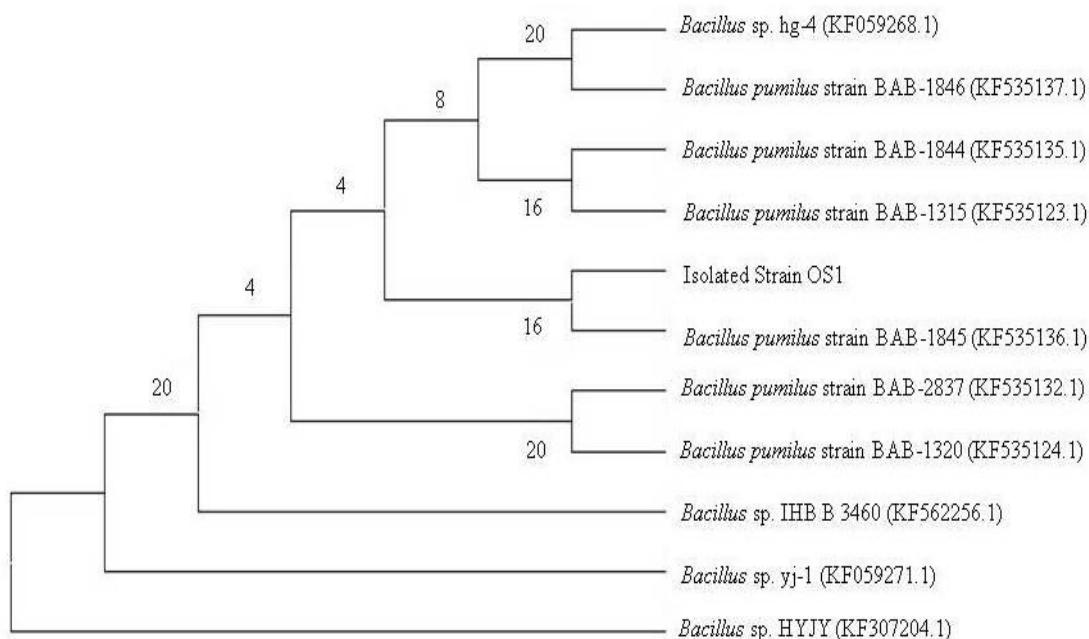 20
Bacillus sp. hg-4 (KF059268.1)
Bacillus pumilus strain BAB-1846 (KF535137.1)
8
Bacillus pumilus strain BAB-1844 (KF535135.1)
4
16
Bacillus pumilus strain BAB-1315 (KF535123.1)
Isolated Strain OS1
4
16
Bacillus pumilus strain BAB-1845 (KF535136.1)
20
Bacillus pumilus strain BAB-2837 (KF535132.1)
20
Bacillus pumilus strain BAB-1320 (KF535124.1)
Bacillus sp. IHB B 3460 (KF562256.1)
Bacillus sp. yj-1 (KF059271.1)
Bacillus sp. HYJY (KF307204.1)